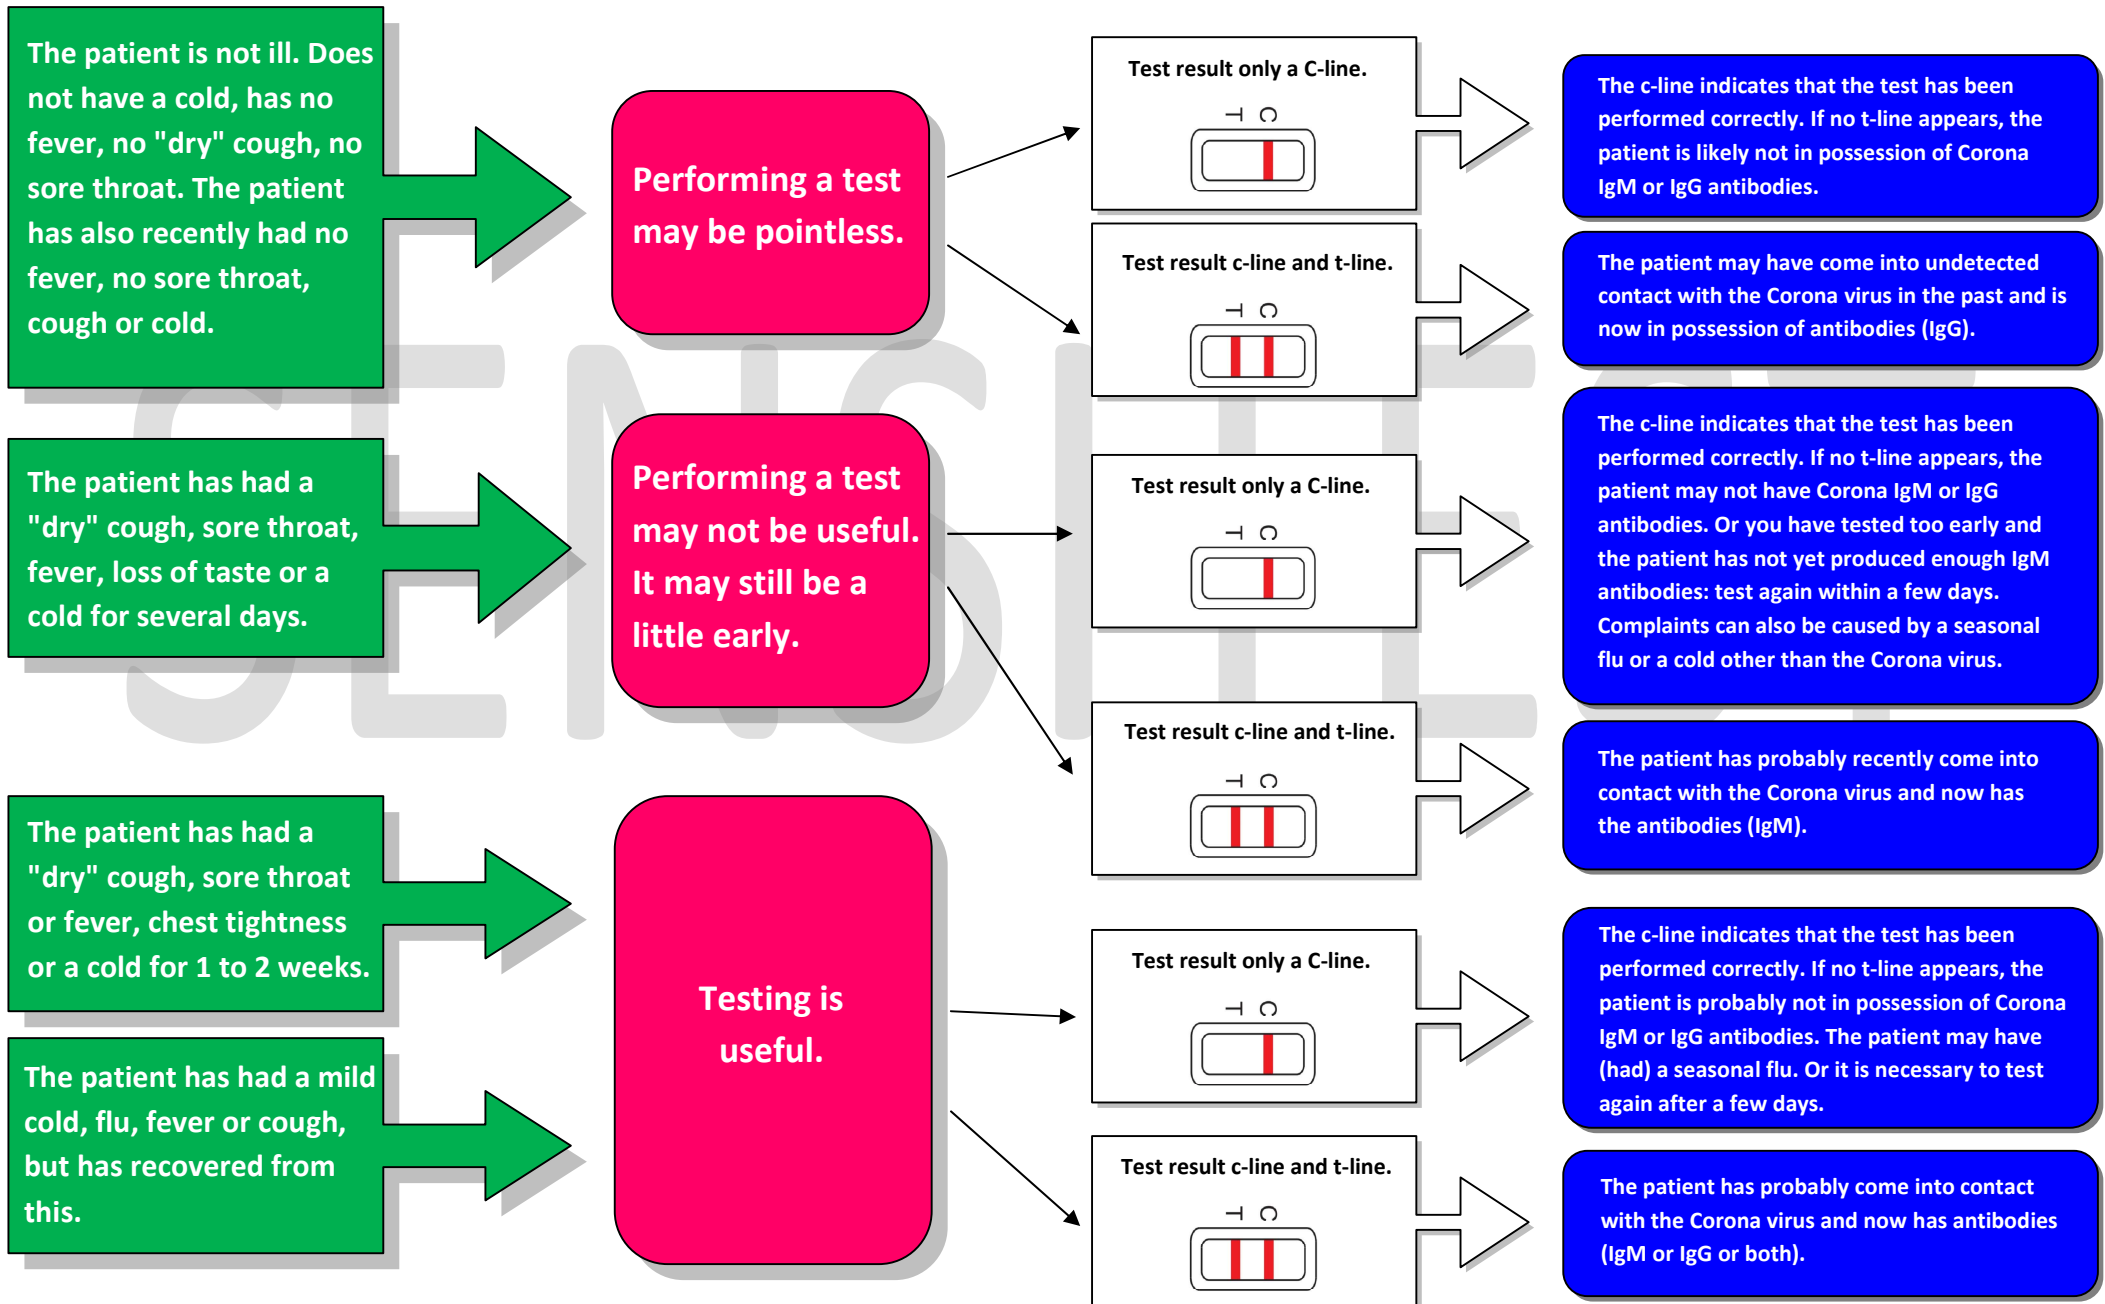 The patient is not ill. Does
not have a cold, has no
fever, no "dry" cough, no
sore throat. The patient
has also recently had no
fever, no sore throat,
cough or cold.
Performing a test
may be pointless.
Test result only a C-line.
T C
The c-line indicates that the test has been
performed correctly. If no t-line appears, the
patient is likely not in possession of Corona
IgM or IgG antibodies.
Test result c-line and t-line.
T C
The patient may have come into undetected
contact with the Corona virus in the past and is
now in possession of antibodies (IgG).
The patient has had a
"dry" cough, sore throat,
fever, loss of taste or a
cold for several days.
Performing a test
may not be useful.
It may still be a
little early.
Test result only a C-line.
T C
The c-line indicates that the test has been
performed correctly. If no t-line appears, the
patient may not have Corona IgM or IgG
antibodies. Or you have tested too early and
the patient has not yet produced enough IgM
antibodies: test again within a few days.
Complaints can also be caused by a seasonal
flu or a cold other than the Corona virus.
Test result c-line and t-line.
T C
The patient has probably recently come into
contact with the Corona virus and now has
the antibodies (IgM).
The patient has had a
"dry" cough, sore throat
or fever, chest tightness
or a cold for 1 to 2 weeks.
The patient has had a mild
cold, flu, fever or cough,
but has recovered from
this.
Testing is
useful.
Test result only a C-line.
T C
The c-line indicates that the test has been
performed correctly. If no t-line appears, the
patient is probably not in possession of Corona
IgM or IgG antibodies. The patient may have
(had) a seasonal flu. Or it is necessary to test
again after a few days.
Test result c-line and t-line.
T C
The patient has probably come into contact
with the Corona virus and now has antibodies
(IgM or IgG or both).